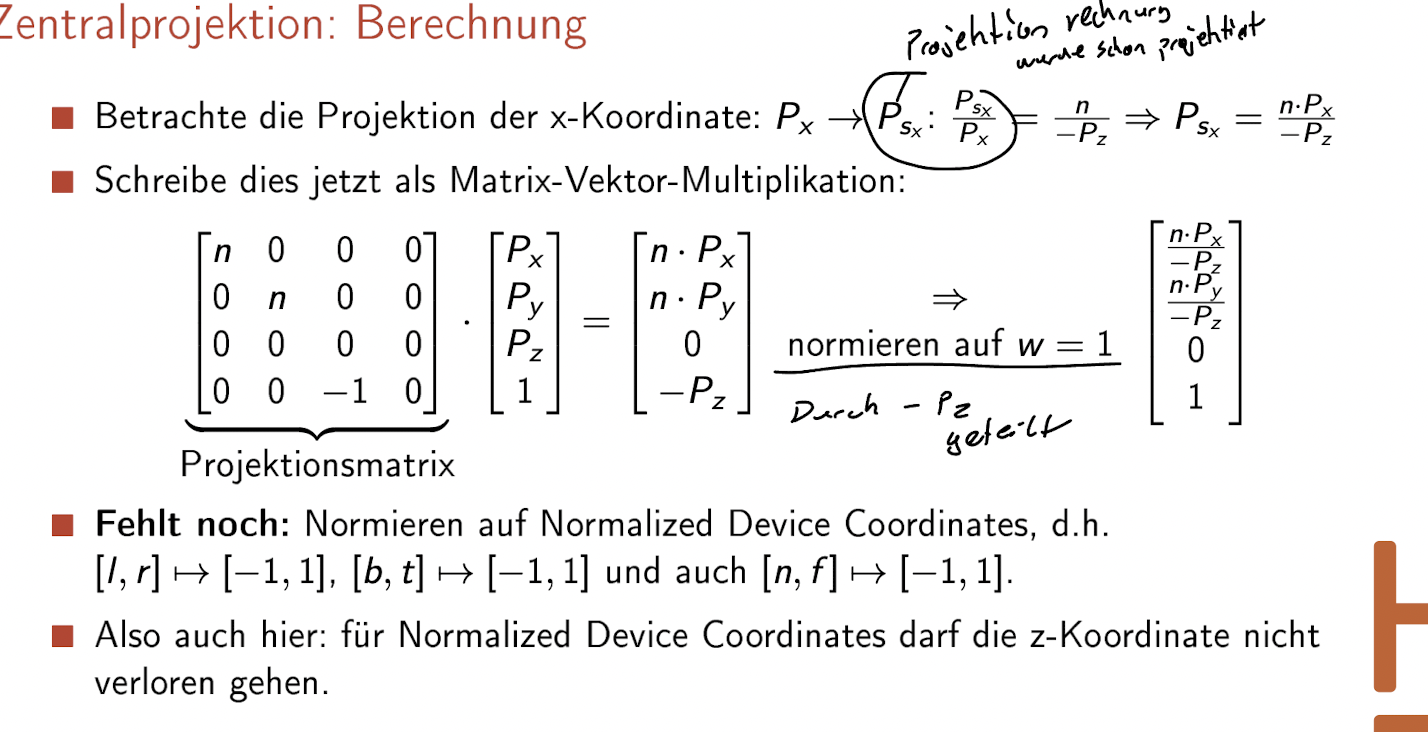 Zentralprojektion: Berechnung
Projektion rechnung
wurde schon projektiert
Betrachte die Projektion der x-Koordinate: P_x → P_{s_x}: P_{s_x}/P_x = n/−P_z ⇒ P_{s_x} = n·P_x/−P_z
Schreibe dies jetzt als Matrix-Vektor-Multiplikation:
[n 0 0 0] [P_x] [n · P_x] [n·P_x/−P_z]
[0 n 0 0] · [P_y] = [n · P_y] ⇒ [n·P_y/−P_z]
[0 0 0 0] [P_z] [0] normieren auf w = 1 [0]
[0 0 −1 0] [1] [−P_z] [1]
Durch − Pz
geteilt
Projektionsmatrix
Fehlt noch: Normieren auf Normalized Device Coordinates, d.h.
[l, r] ↦ [−1, 1], [b, t] ↦ [−1, 1] und auch [n, f] ↦ [−1, 1].
Also auch hier: für Normalized Device Coordinates darf die z-Koordinate nicht
verloren gehen.